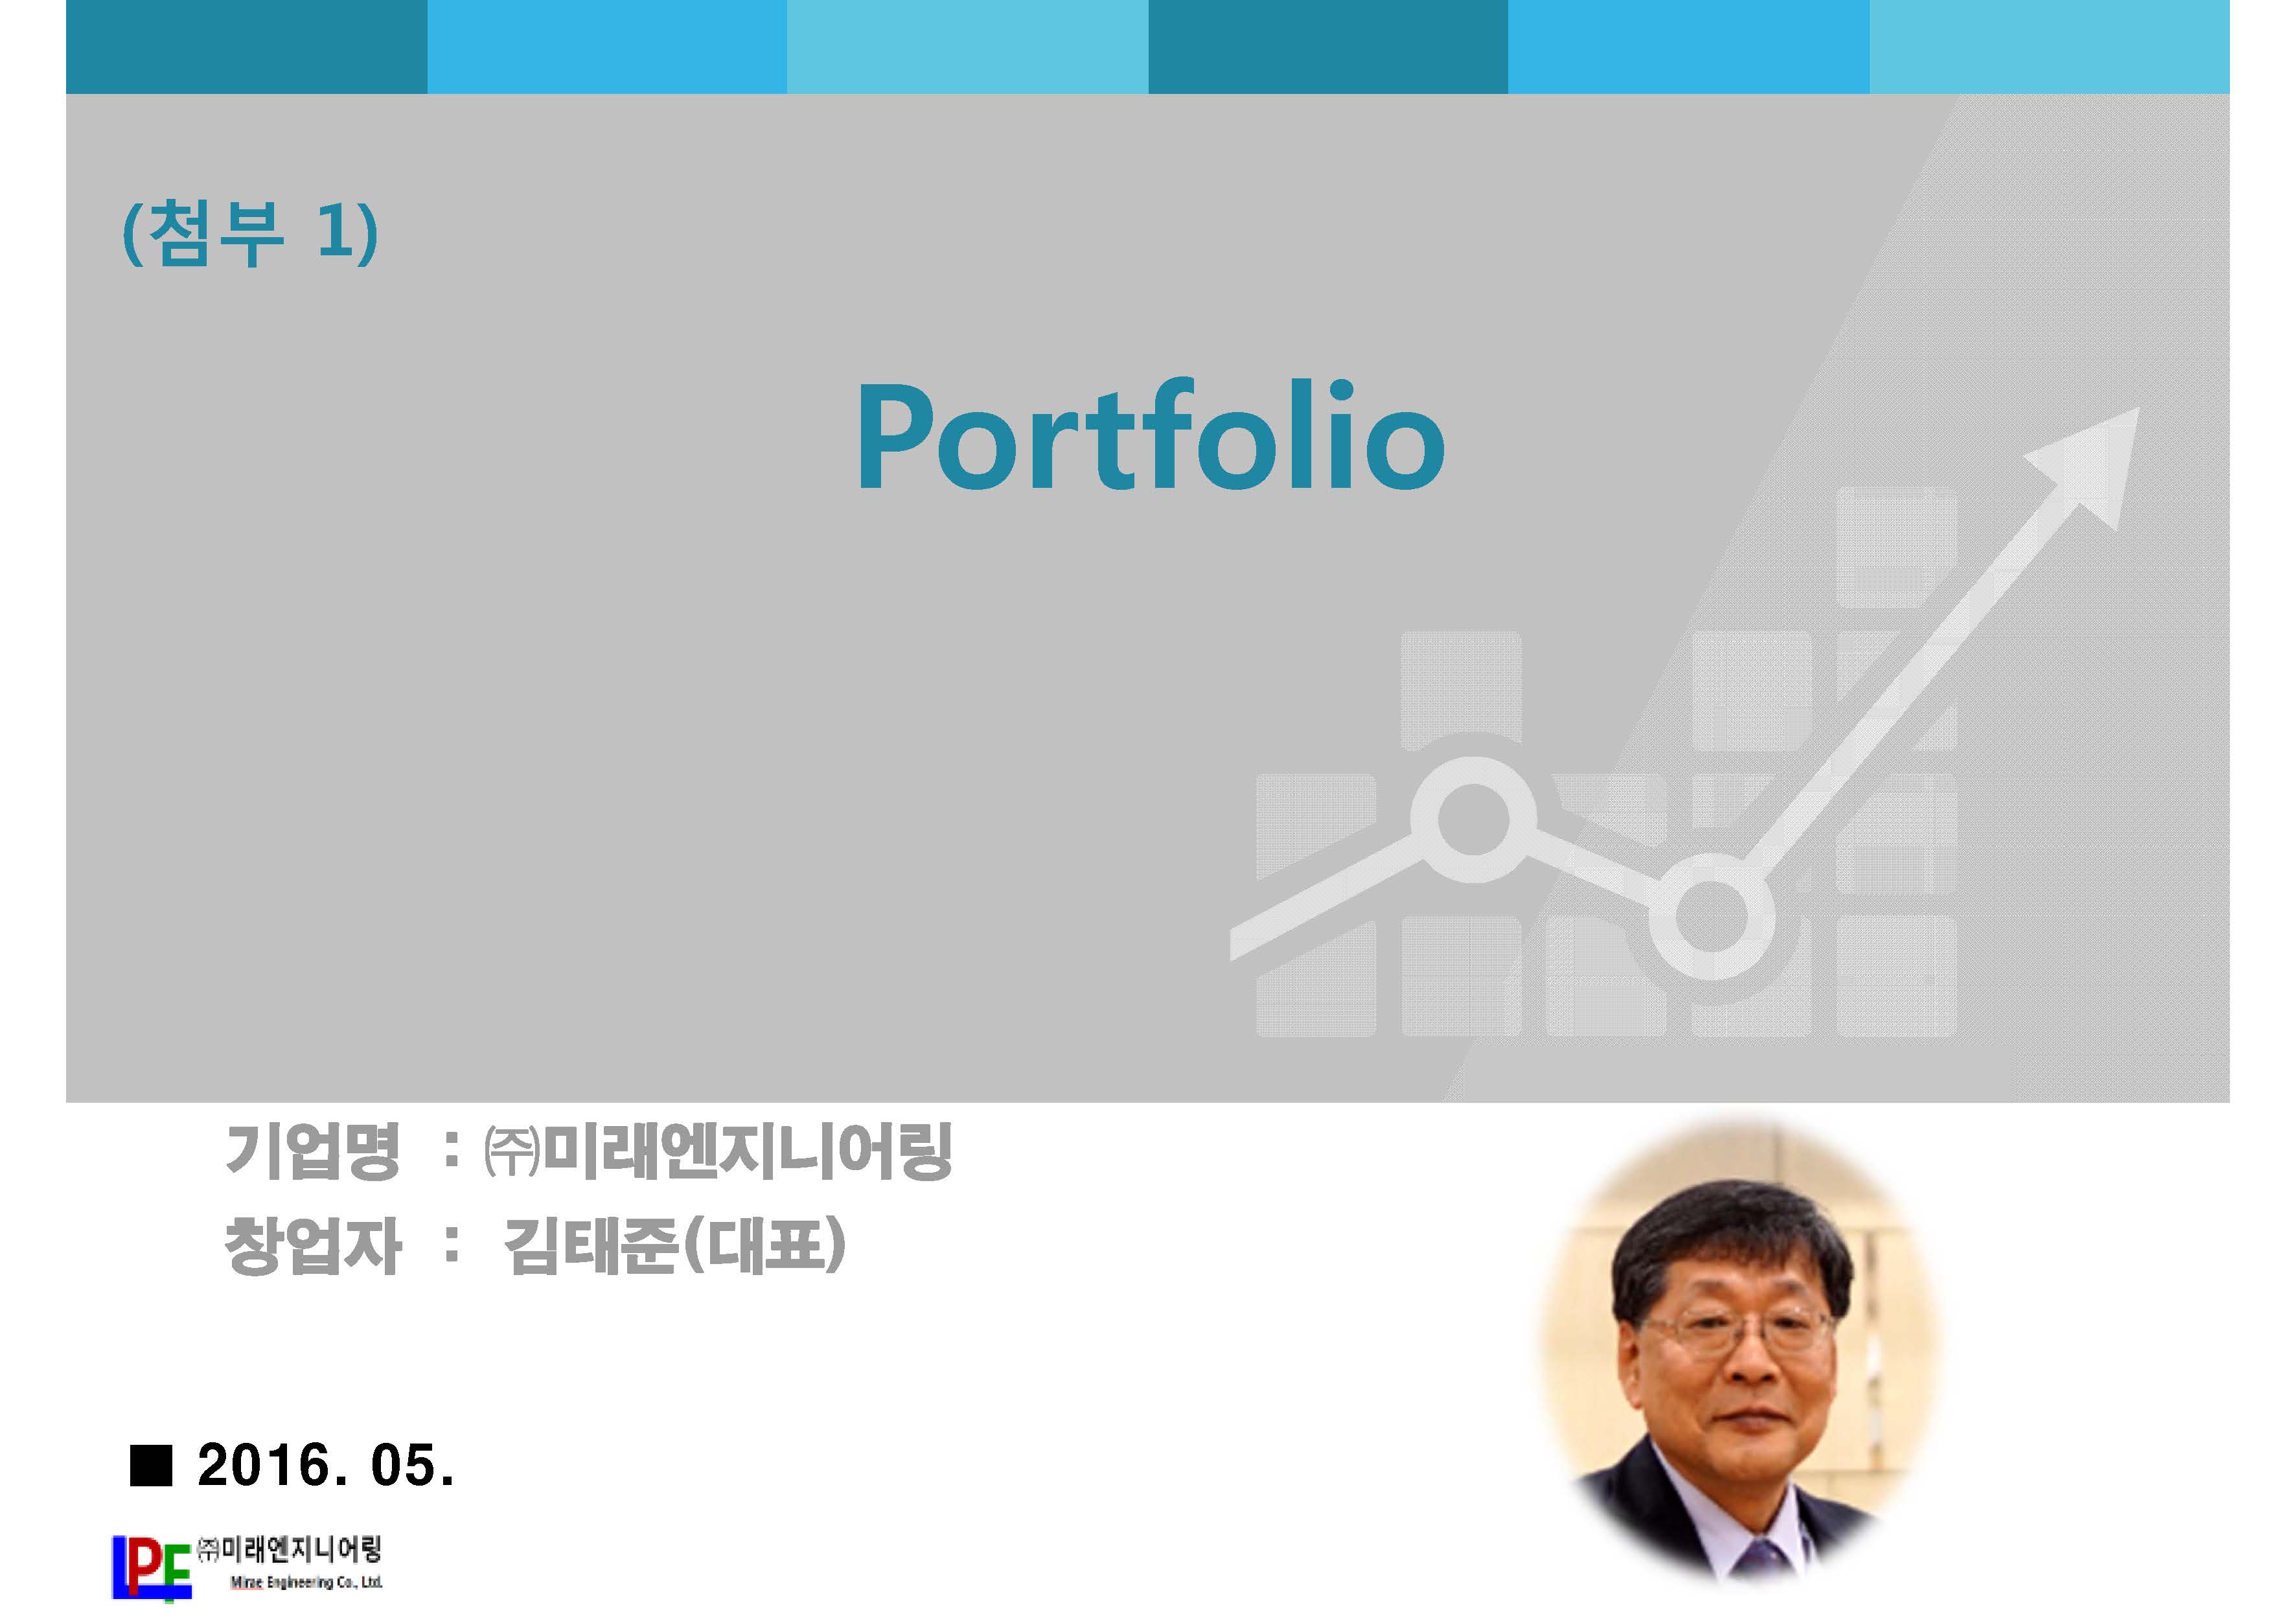 (첨부 1)
Portfolio
기업명 : ㈜미래엔지니어링
창업자 : 김태준(대표)
■ 2016. 05.
LPE
㈜미래엔지니어링
Mirae Engineering Co., Ltd.